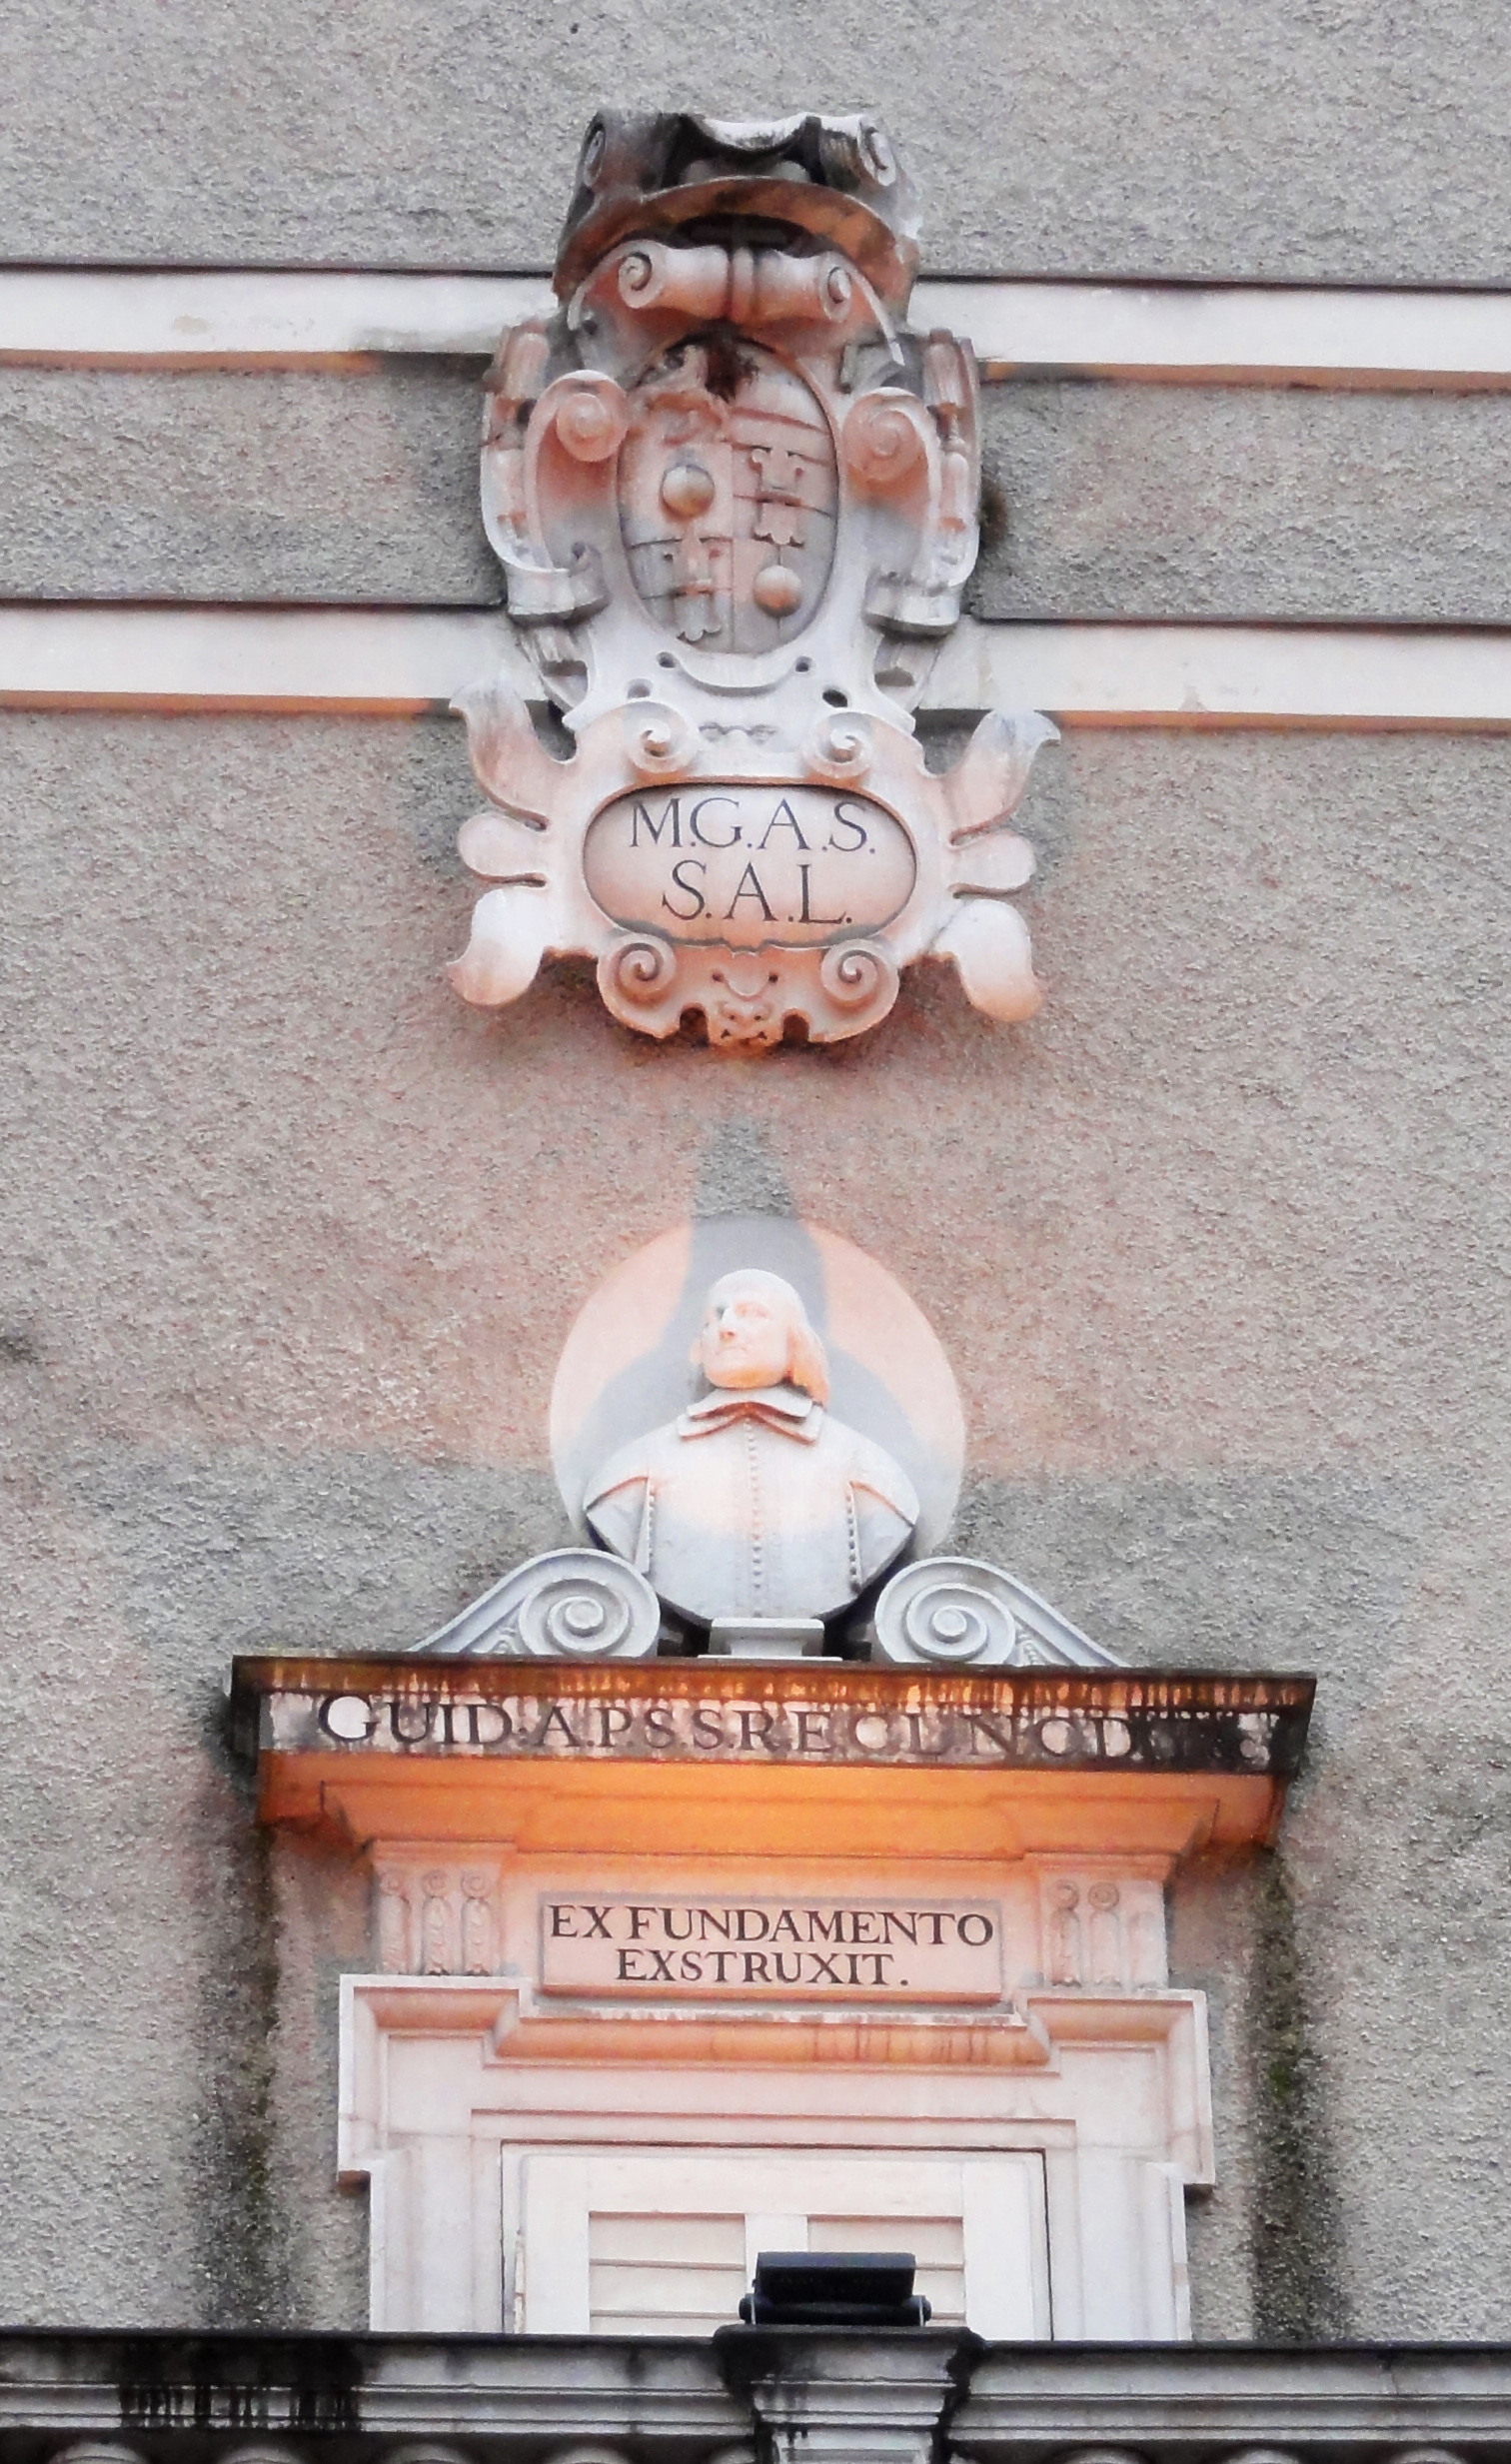 M.G.A.S.
S.A.L.
GUID.A.P.S.S.R.E.C.L.N.C.D
EX FUNDAMENTO
EXSTRUXIT.